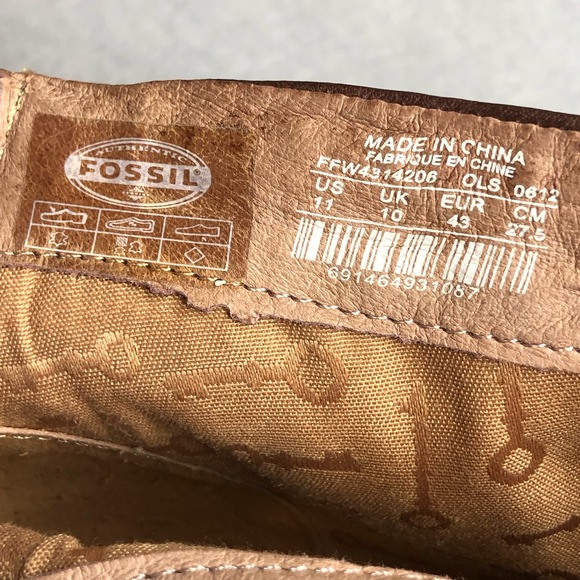 AUTHENTIC
FOSSIL
MADE IN CHINA
FABRIQUE EN CHINE
FFW4314206 OLS 0612
US UK EUR CM
11 10 43 27.5
691464931087